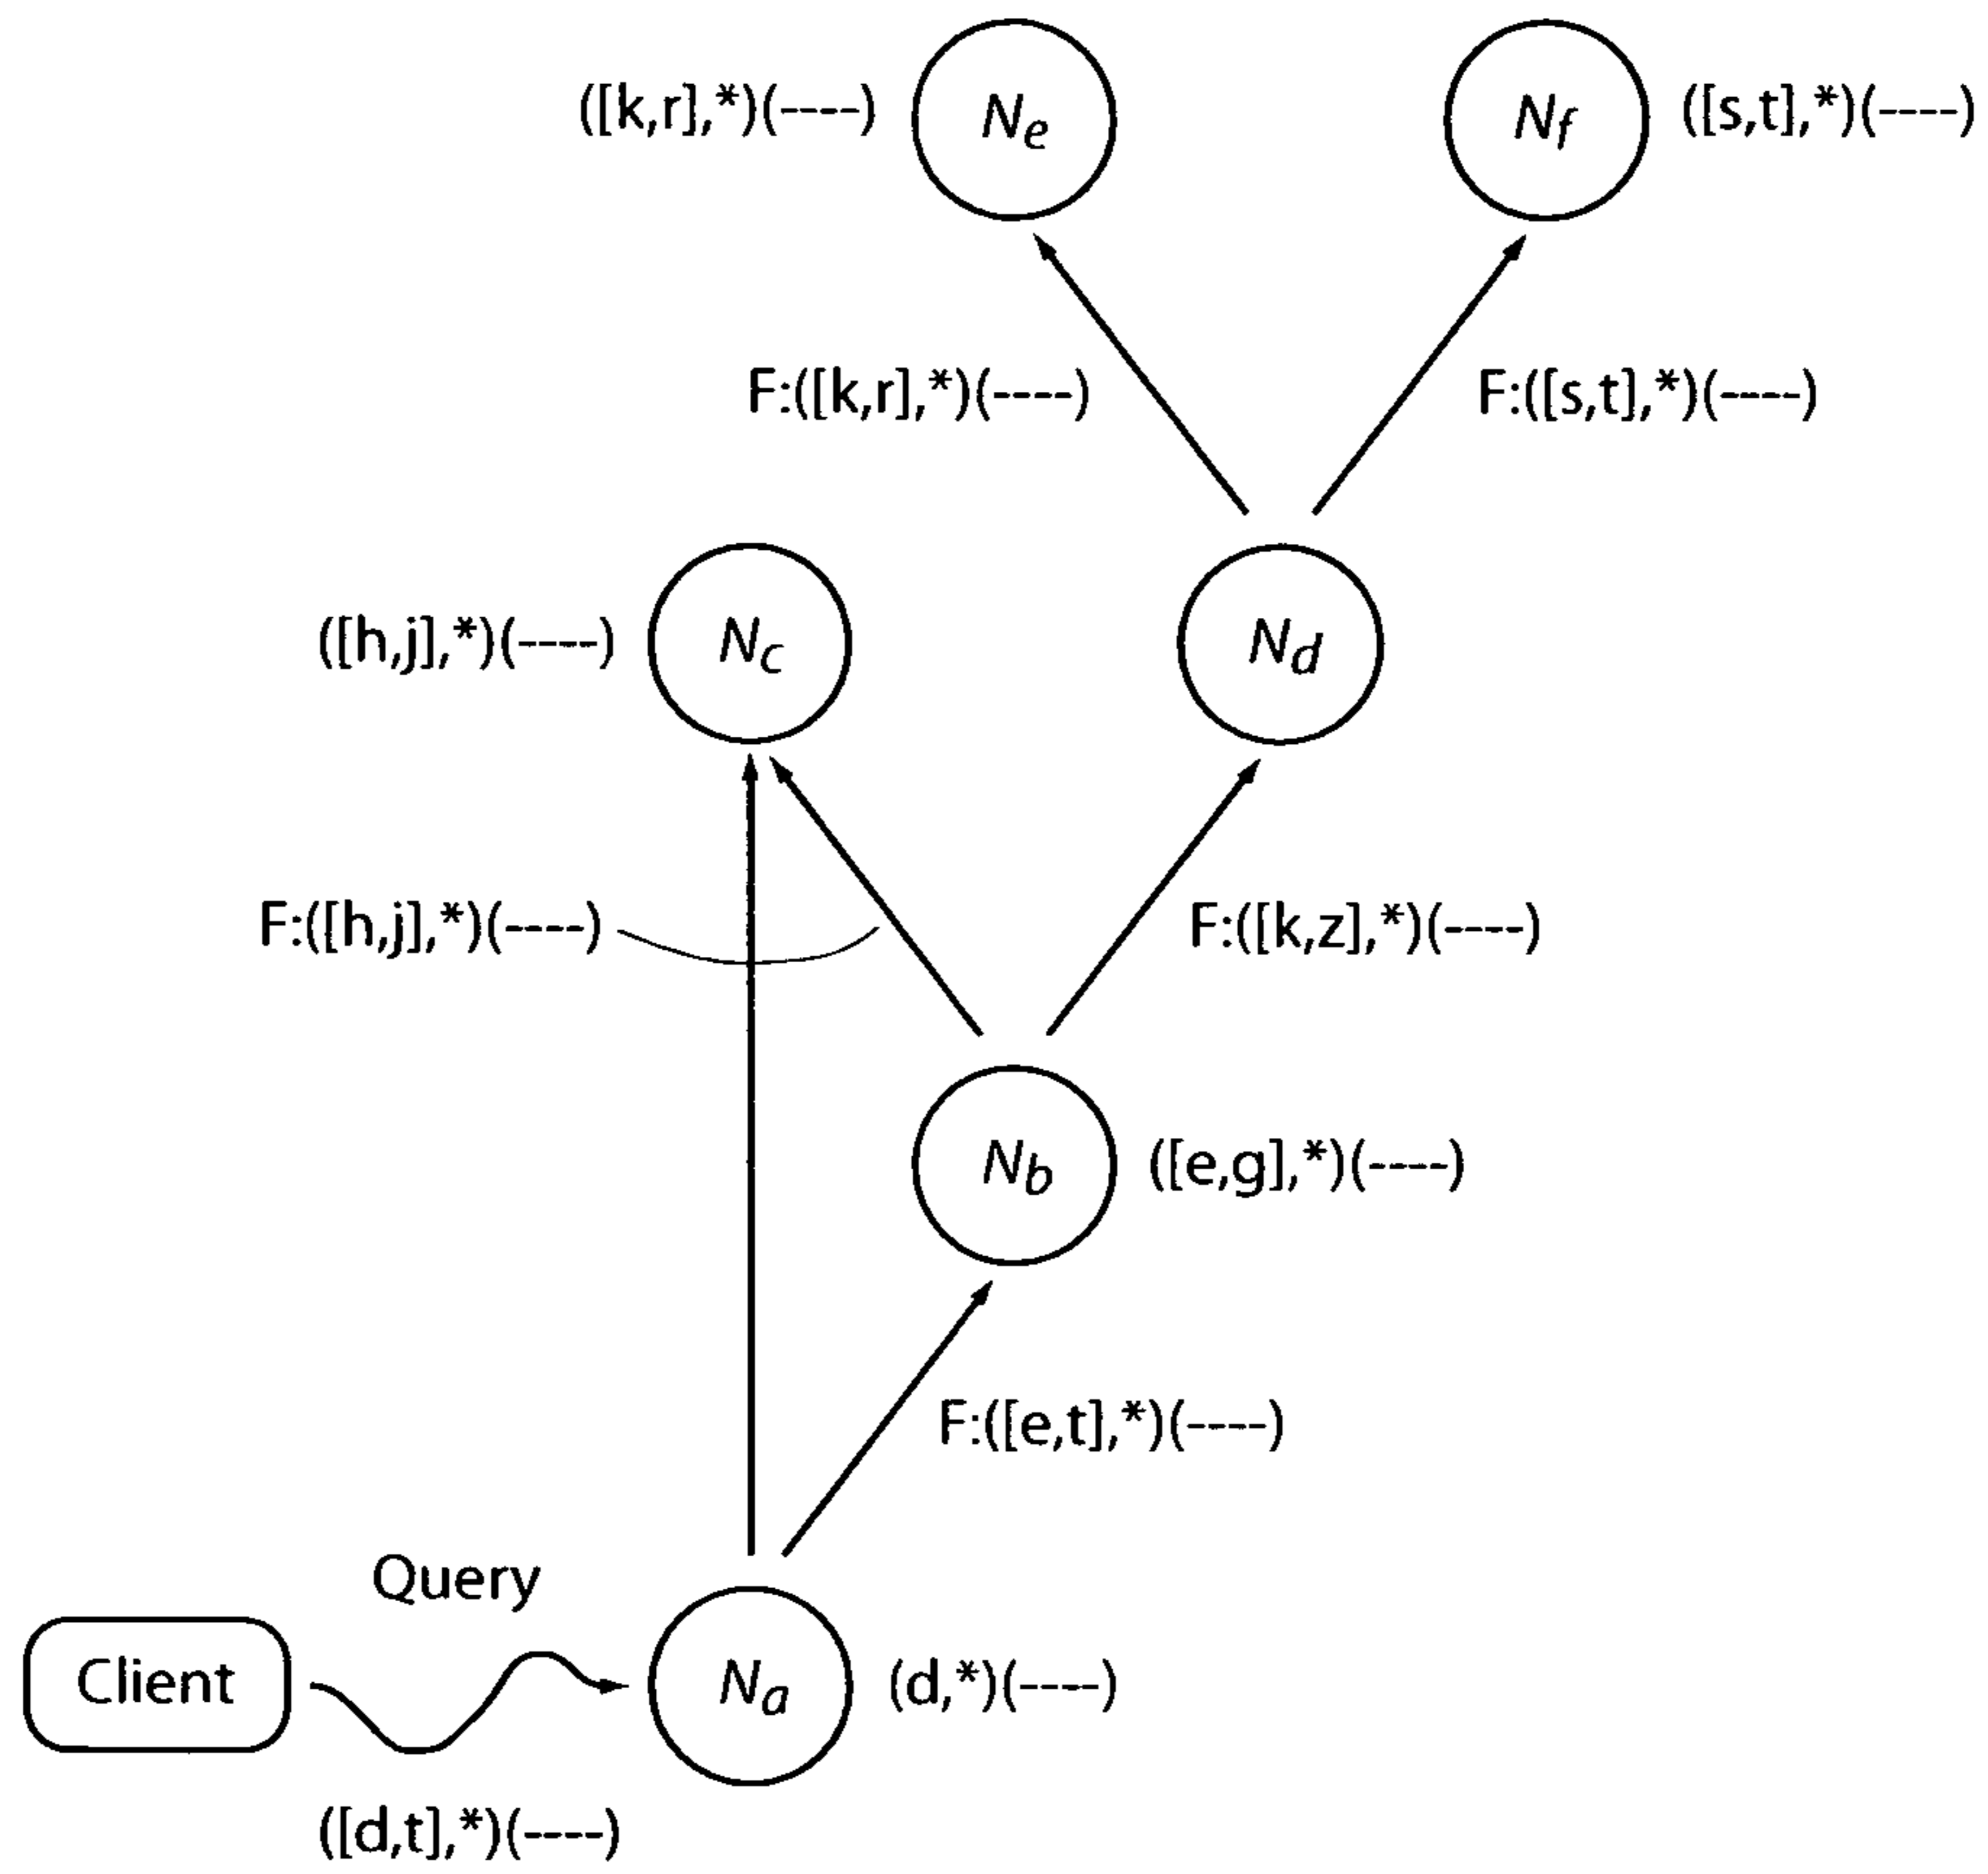 ([k,r],*)(----) Ne Nf ([s,t],*)(----)
F:([k,r],*)(----) F:([s,t],*)(----)
([h,j],*)(----) Nc Nd
F:([h,j],*)(----) F:([k,z],*)(----)
Nb ([e,g],*)(----)
F:([e,t],*)(----)
Query
Client Na (d,*)(----)
([d,t],*)(----)